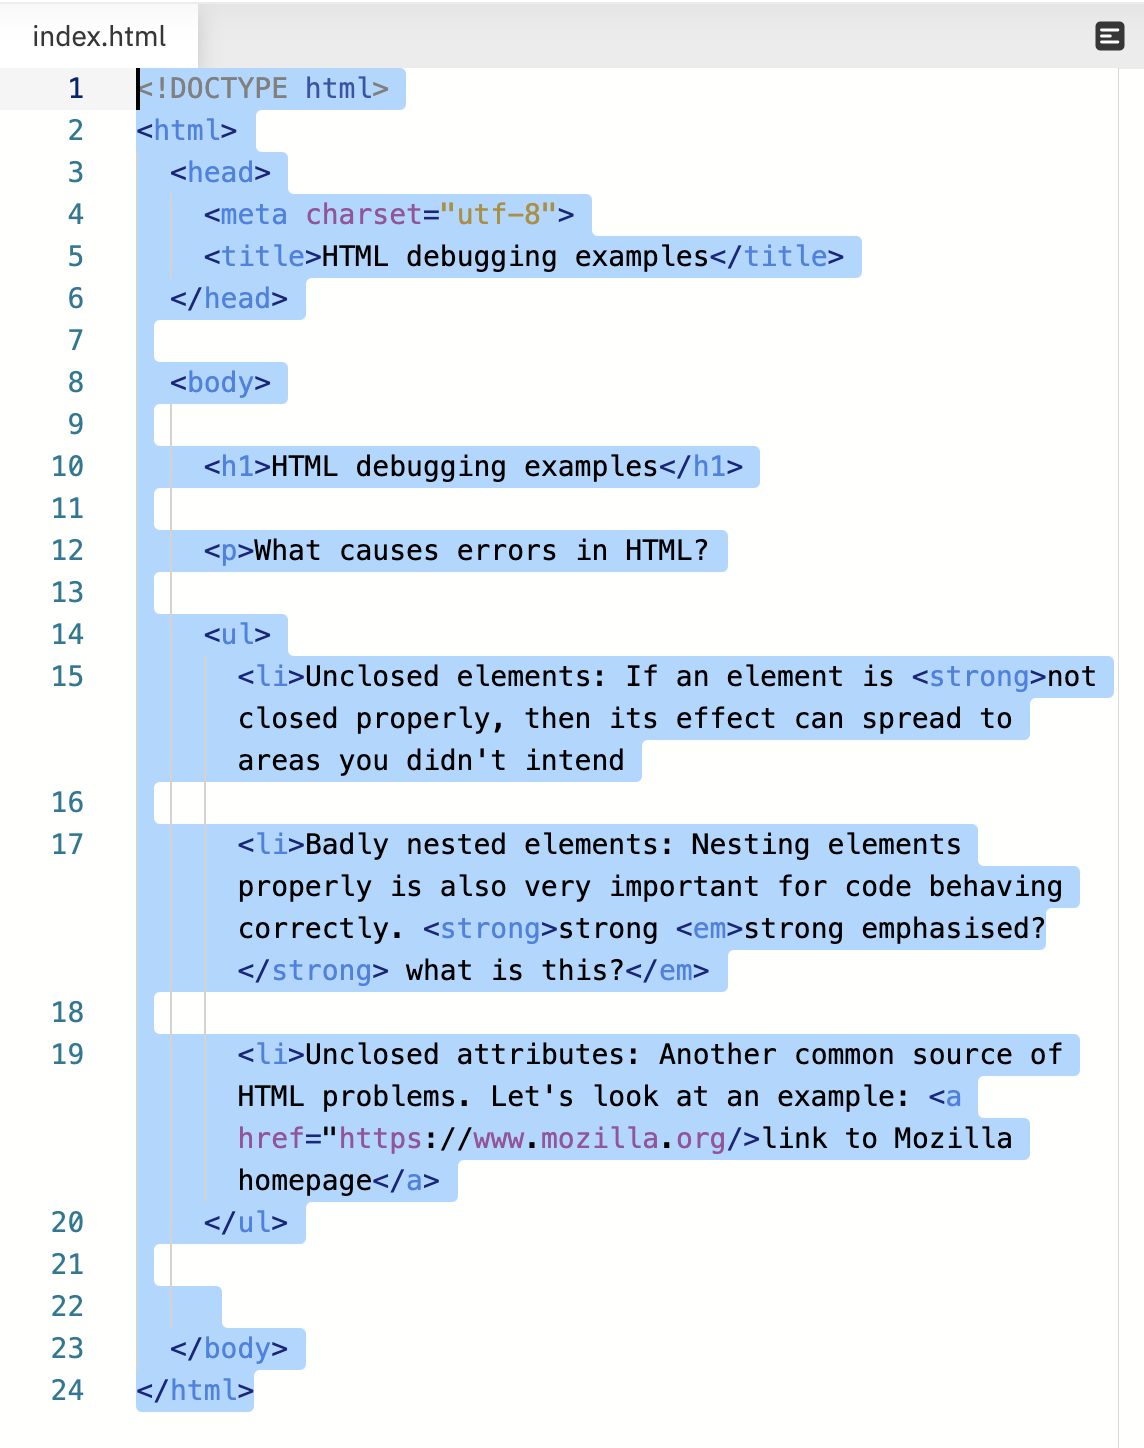 index.html
1 <!DOCTYPE html>
2 <html>
3   <head>
4     <meta charset="utf-8">
5     <title>HTML debugging examples</title>
6   </head>
7
8   <body>
9
10     <h1>HTML debugging examples</h1>
11
12     <p>What causes errors in HTML?
13
14     <ul>
15       <li>Unclosed elements: If an element is <strong>not
closed properly, then its effect can spread to
areas you didn't intend
16
17       <li>Badly nested elements: Nesting elements
properly is also very important for code behaving
correctly. <strong>strong <em>strong emphasised?
</strong> what is this?</em>
18
19       <li>Unclosed attributes: Another common source of
HTML problems. Let's look at an example: <a
href="https://www.mozilla.org/>link to Mozilla
homepage</a>
20     </ul>
21
22
23   </body>
24 </html>